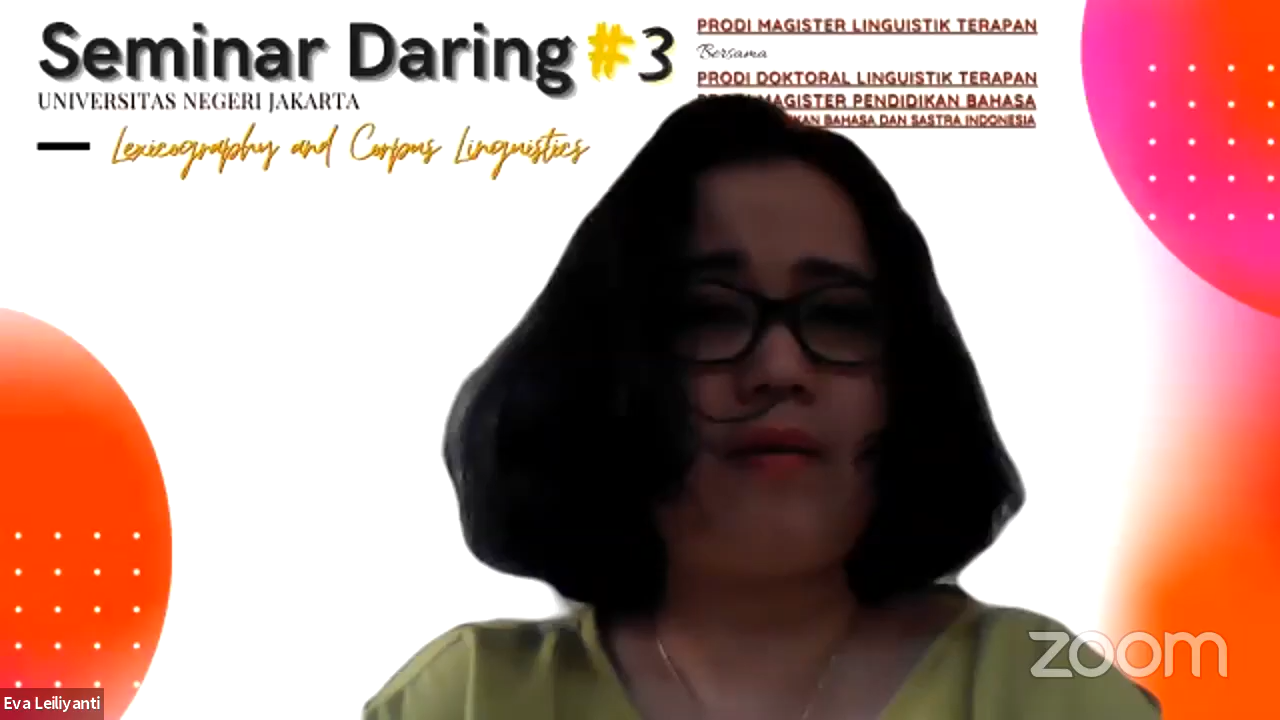 Seminar Daring #3
UNIVERSITAS NEGERI JAKARTA
Lexicography and Corpus Linguistics
PRODI MAGISTER LINGUISTIK TERAPAN
Bersama
PRODI DOKTORAL LINGUISTIK TERAPAN
MAGISTER PENDIDIKAN BAHASA
BAHASA DAN SASTRA INDONESIA
zoom
Eva Leiliyanti